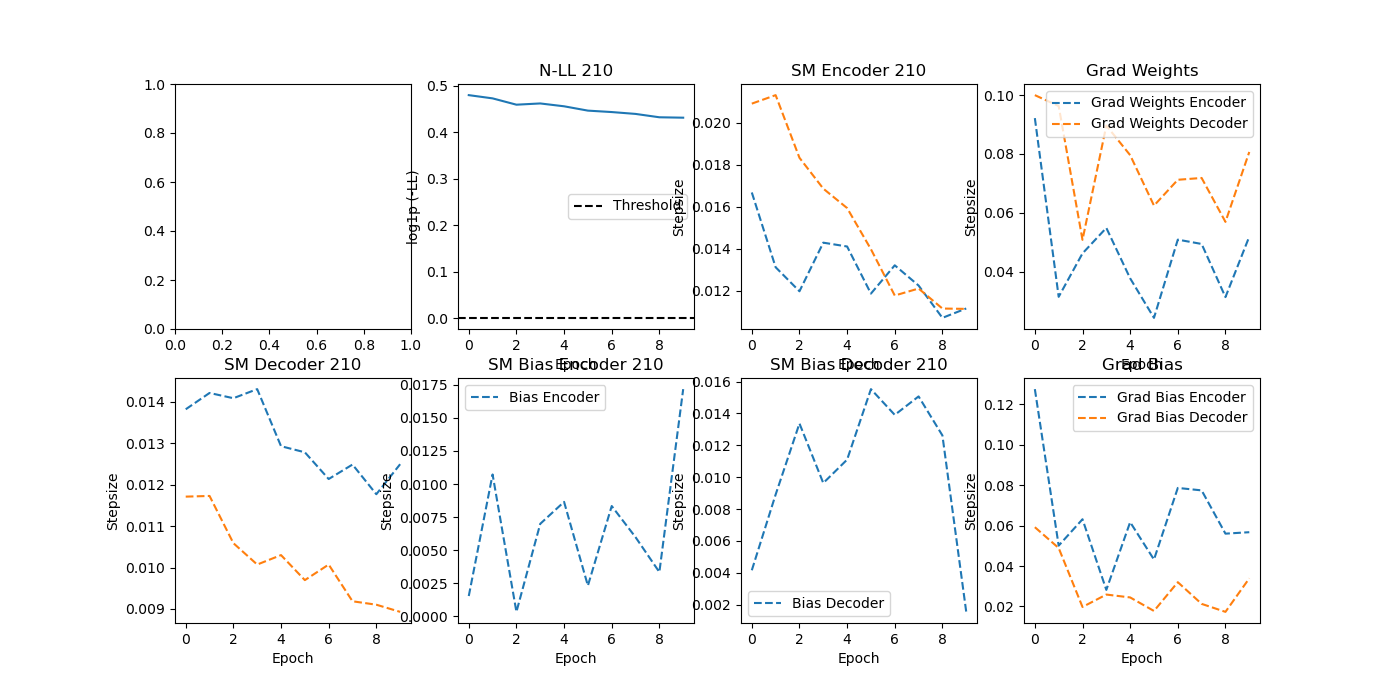 1.0
0.8
0.6
0.4
0.2
0.0
0.0 0.2 0.4 0.6 0.8 1.0
N-LL 210
log1p (-LL)
0.5
0.4
0.3
0.2
0.1
0.0
Threshold
0 2 4 6 8
Epoch
SM Encoder 210
Stepsize
0.020
0.018
0.016
0.014
0.012
0 2 4 6 8
Epoch
Grad Weights
Stepsize
0.10
0.08
0.06
0.04
Grad Weights Encoder
Grad Weights Decoder
0 2 4 6 8
Epoch
SM Decoder 210
Stepsize
0.014
0.013
0.012
0.011
0.010
0.009
0 2 4 6 8
Epoch
SM Bias Encoder 210
Stepsize
0.0175
0.0150
0.0125
0.0100
0.0075
0.0050
0.0025
0.0000
Bias Encoder
0 2 4 6 8
Epoch
SM Bias Decoder 210
Stepsize
0.016
0.014
0.012
0.010
0.008
0.006
0.004
0.002
Bias Decoder
0 2 4 6 8
Epoch
Grad Bias
Stepsize
0.12
0.10
0.08
0.06
0.04
0.02
Grad Bias Encoder
Grad Bias Decoder
0 2 4 6 8
Epoch